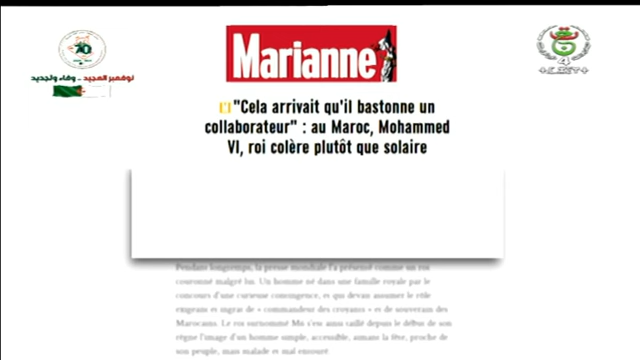 70
نوفمبر المجيد .. وفاء وتجديد
Marianne
4
"Cela arrivait qu'il bastonne un
collaborateur" : au Maroc, Mohammed
VI, roi colère plutôt que solaire
Pendant longtemps, la presse mondiale l'a présenté comme un roi
couronné malgré lui. Un homme né dans une famille royale par le
concours d'une curieuse contingence, et qui devait assumer le rôle
exigeant et ingrat de « commandeur des croyants » et de souverain des
Marocains. Le roi surnommé M6 s'est ainsi taillé depuis le début de son
règne l'image d'un homme simple, accessible, aimant la fête, proche de
son peuple, mais malade et mal entouré.